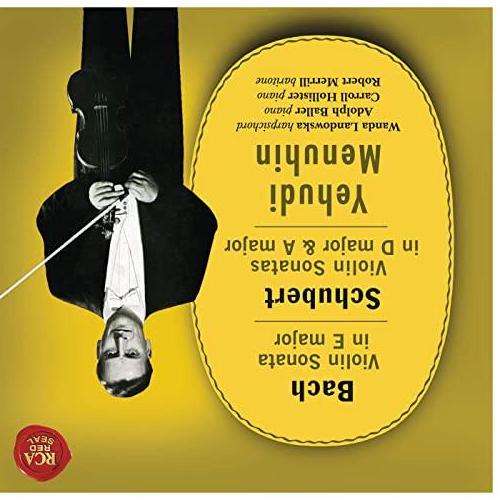 Bach
Violin Sonata
in E major
Schubert
Violin Sonatas
in D major & A major
Yehudi
Menuhin
Wanda Landowska harpsichord
Adolph Baller piano
Carroll Hollister piano
Robert Merrill baritone
RCA
RED
SEAL